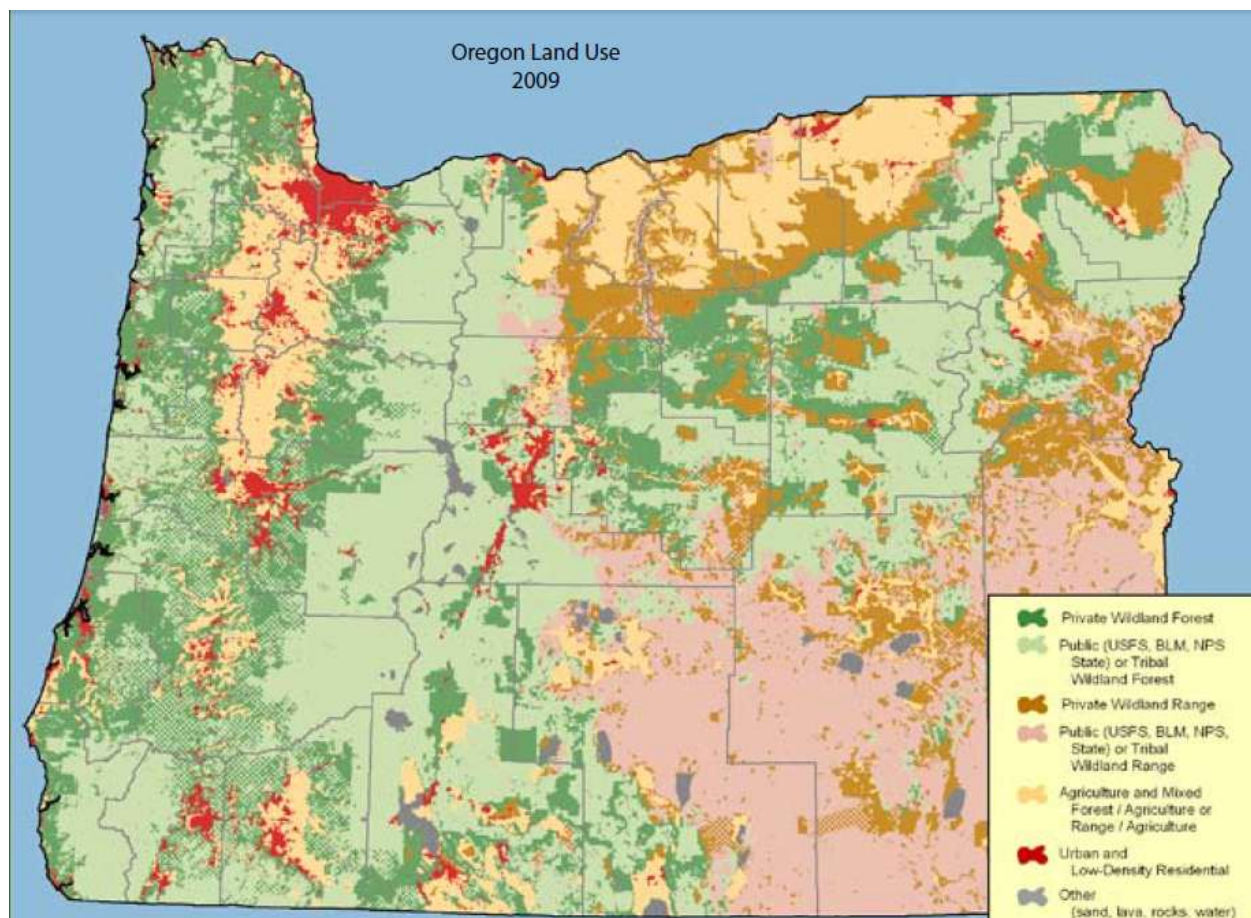 Oregon Land Use
2009
Private Wildland Forest
Public (USFS, BLM, NPS
State) or Tribal
Wildland Forest
Private Wildland Range
Public (USFS, BLM, NPS,
State) or Tribal
Wildland Range
Agriculture and Mixed
Forest / Agriculture or
Range / Agriculture
Urban and
Low-Density Residential
Other
(sand, lava, rocks, water)